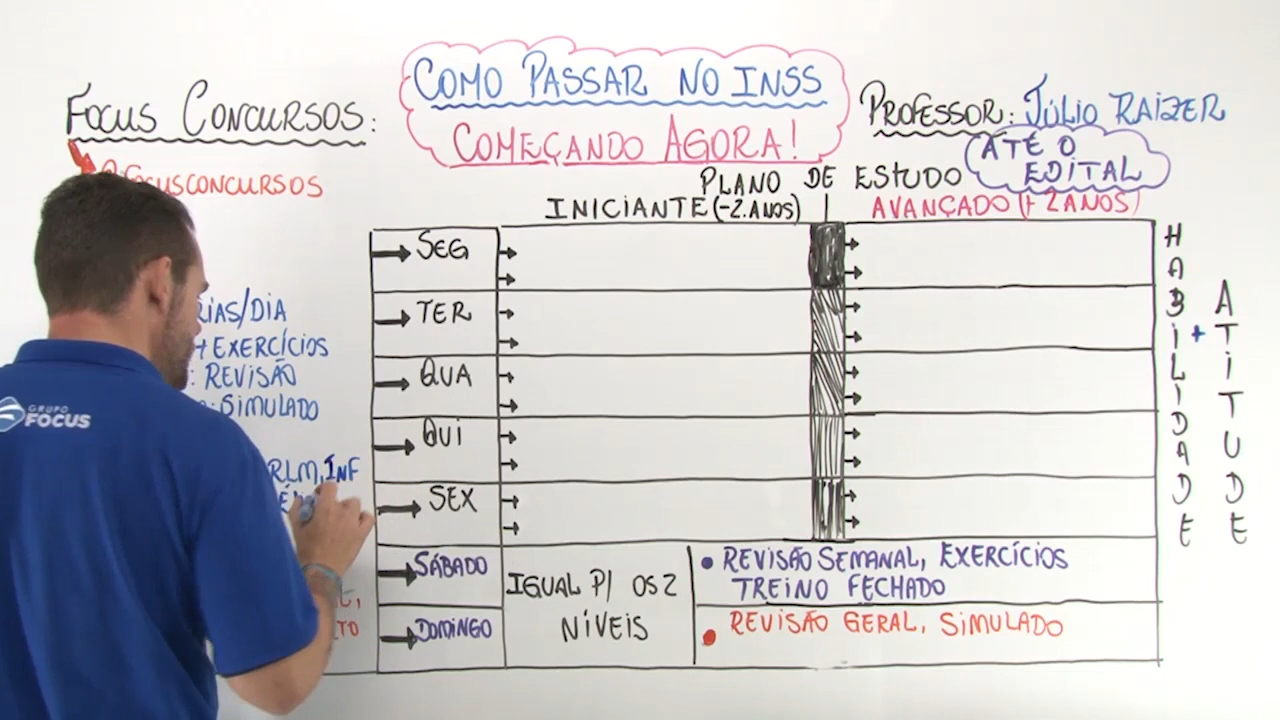 COMO PASSAR NO INSS
COMEÇANDO AGORA!
FOCUS CONCURSOS:
@FOCUSCONCURSOS
PROFESSOR: JÚLIO RAIZER
ATÉ O
EDITAL
PLANO DE ESTUDO
INICIANTE (-2.ANOS)
AVANÇADO (+ 2 ANOS)
/DIA
+ EXERCÍCIOS
: REVISÃO
: SIMULADO
RLM, INF
GRUPO
FOCUS
SEG
TER
QUA
QUI
SEX
SÁBADO
DOMINGO
IGUAL P/ OS 2
NÍVEIS
• REVISÃO SEMANAL, EXERCÍCIOS
TREINO FECHADO
• REVISÃO GERAL, SIMULADO
HABILIDADE
+
ATITUDE